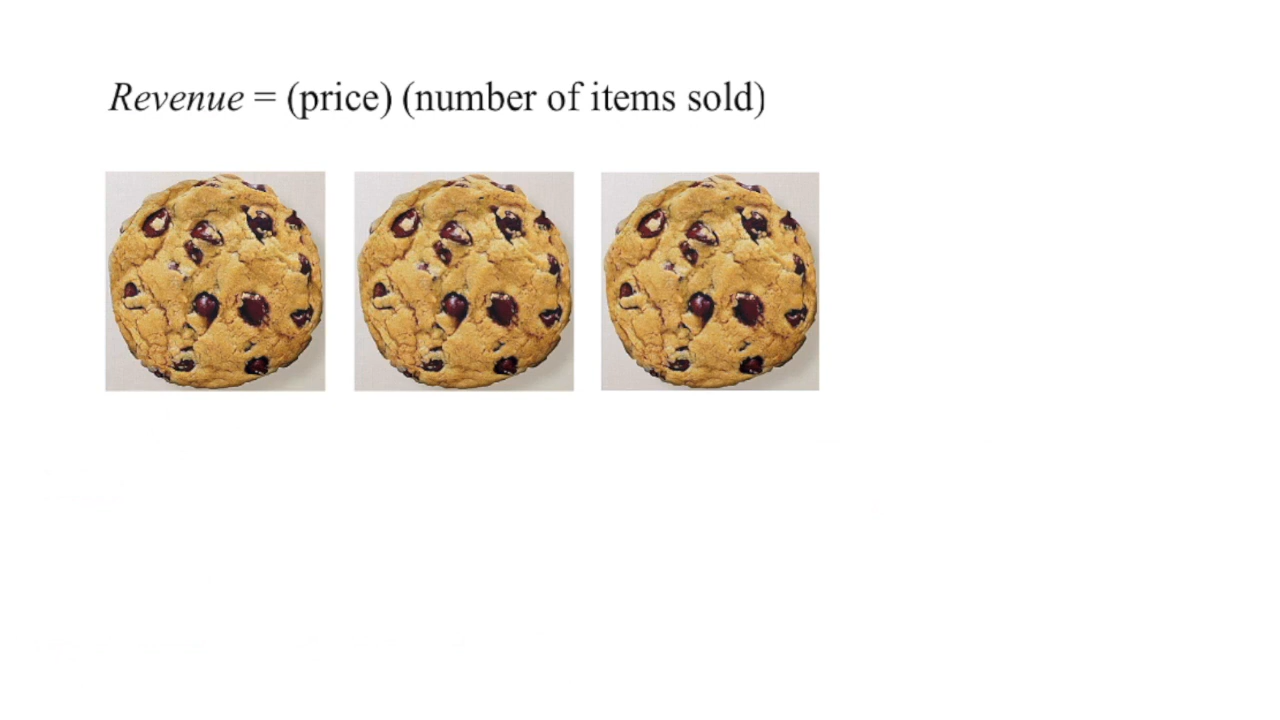 Revenue = (price) (number of items sold)